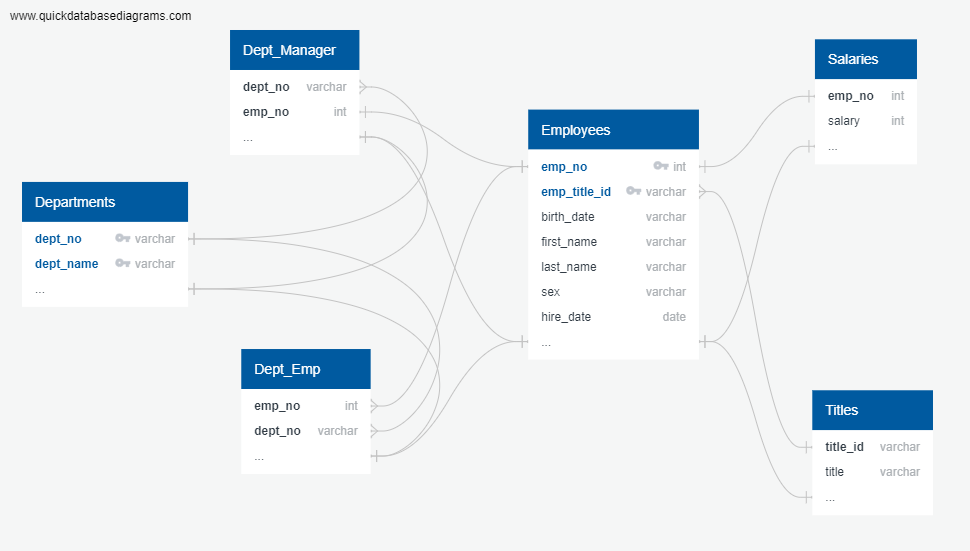 www.quickdatabasediagrams.com
Dept_Manager
dept_no varchar
emp_no int
...
Departments
dept_no varchar
dept_name varchar
...
Dept_Emp
emp_no int
dept_no varchar
...
Employees
emp_no int
emp_title_id varchar
birth_date varchar
first_name varchar
last_name varchar
sex varchar
hire_date date
...
Salaries
emp_no int
salary int
...
Titles
title_id varchar
title varchar
...